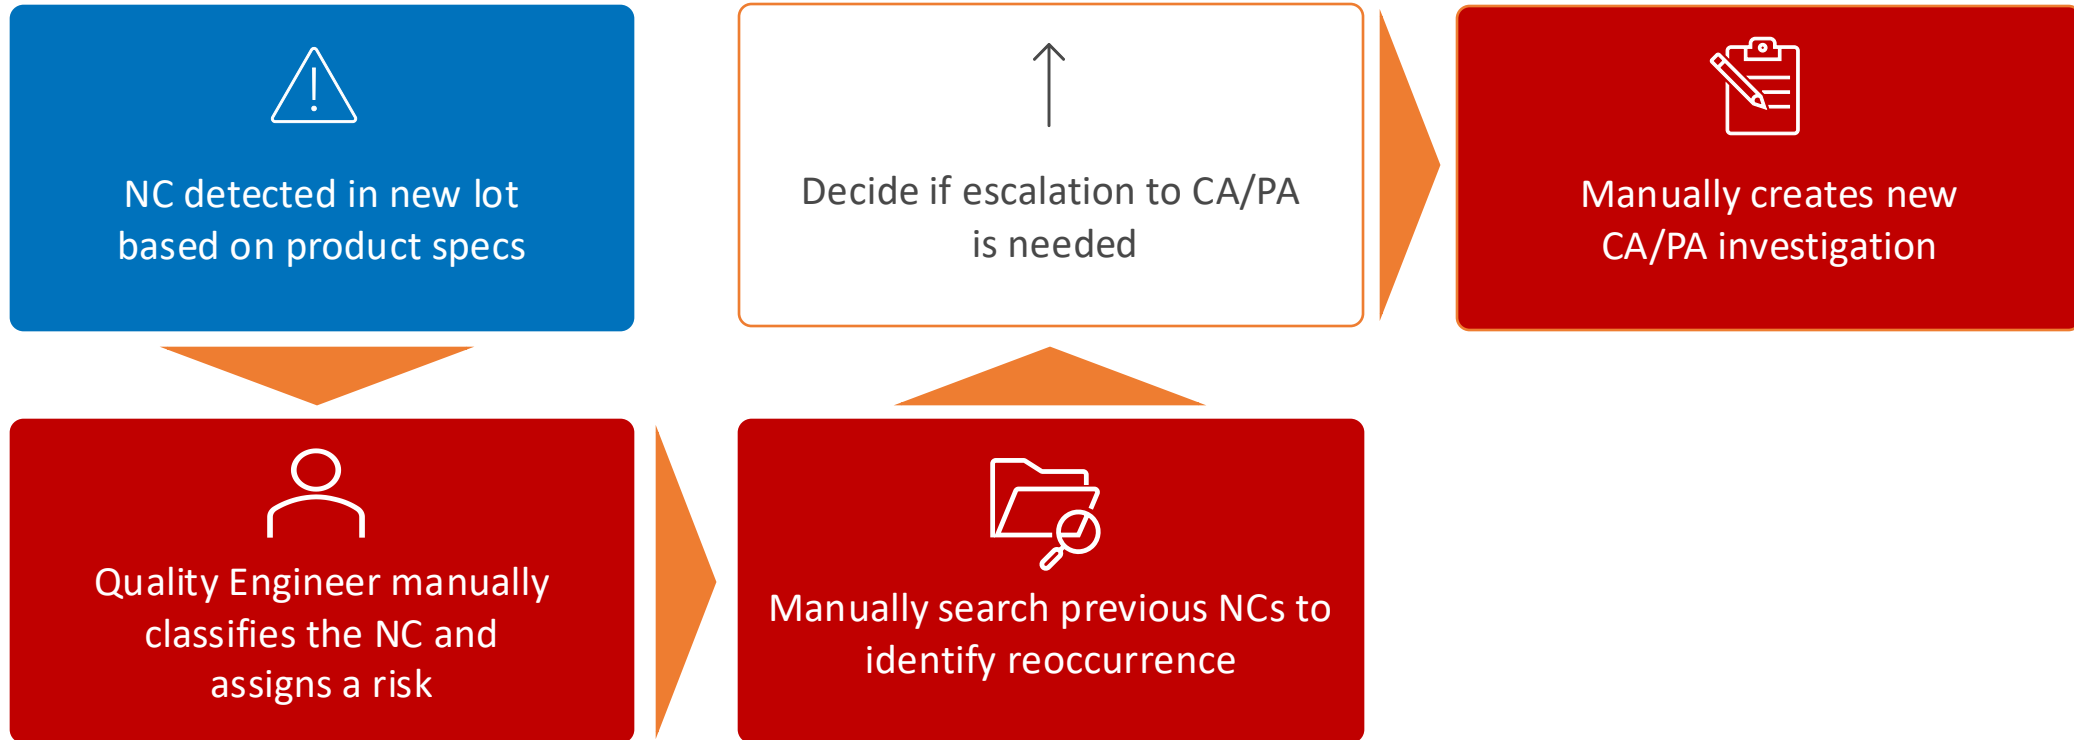 NC detected in new lot
based on product specs
Quality Engineer manually
classifies the NC and
assigns a risk
Manually search previous NCs to
identify reoccurrence
Decide if escalation to CA/PA
is needed
Manually creates new
CA/PA investigation